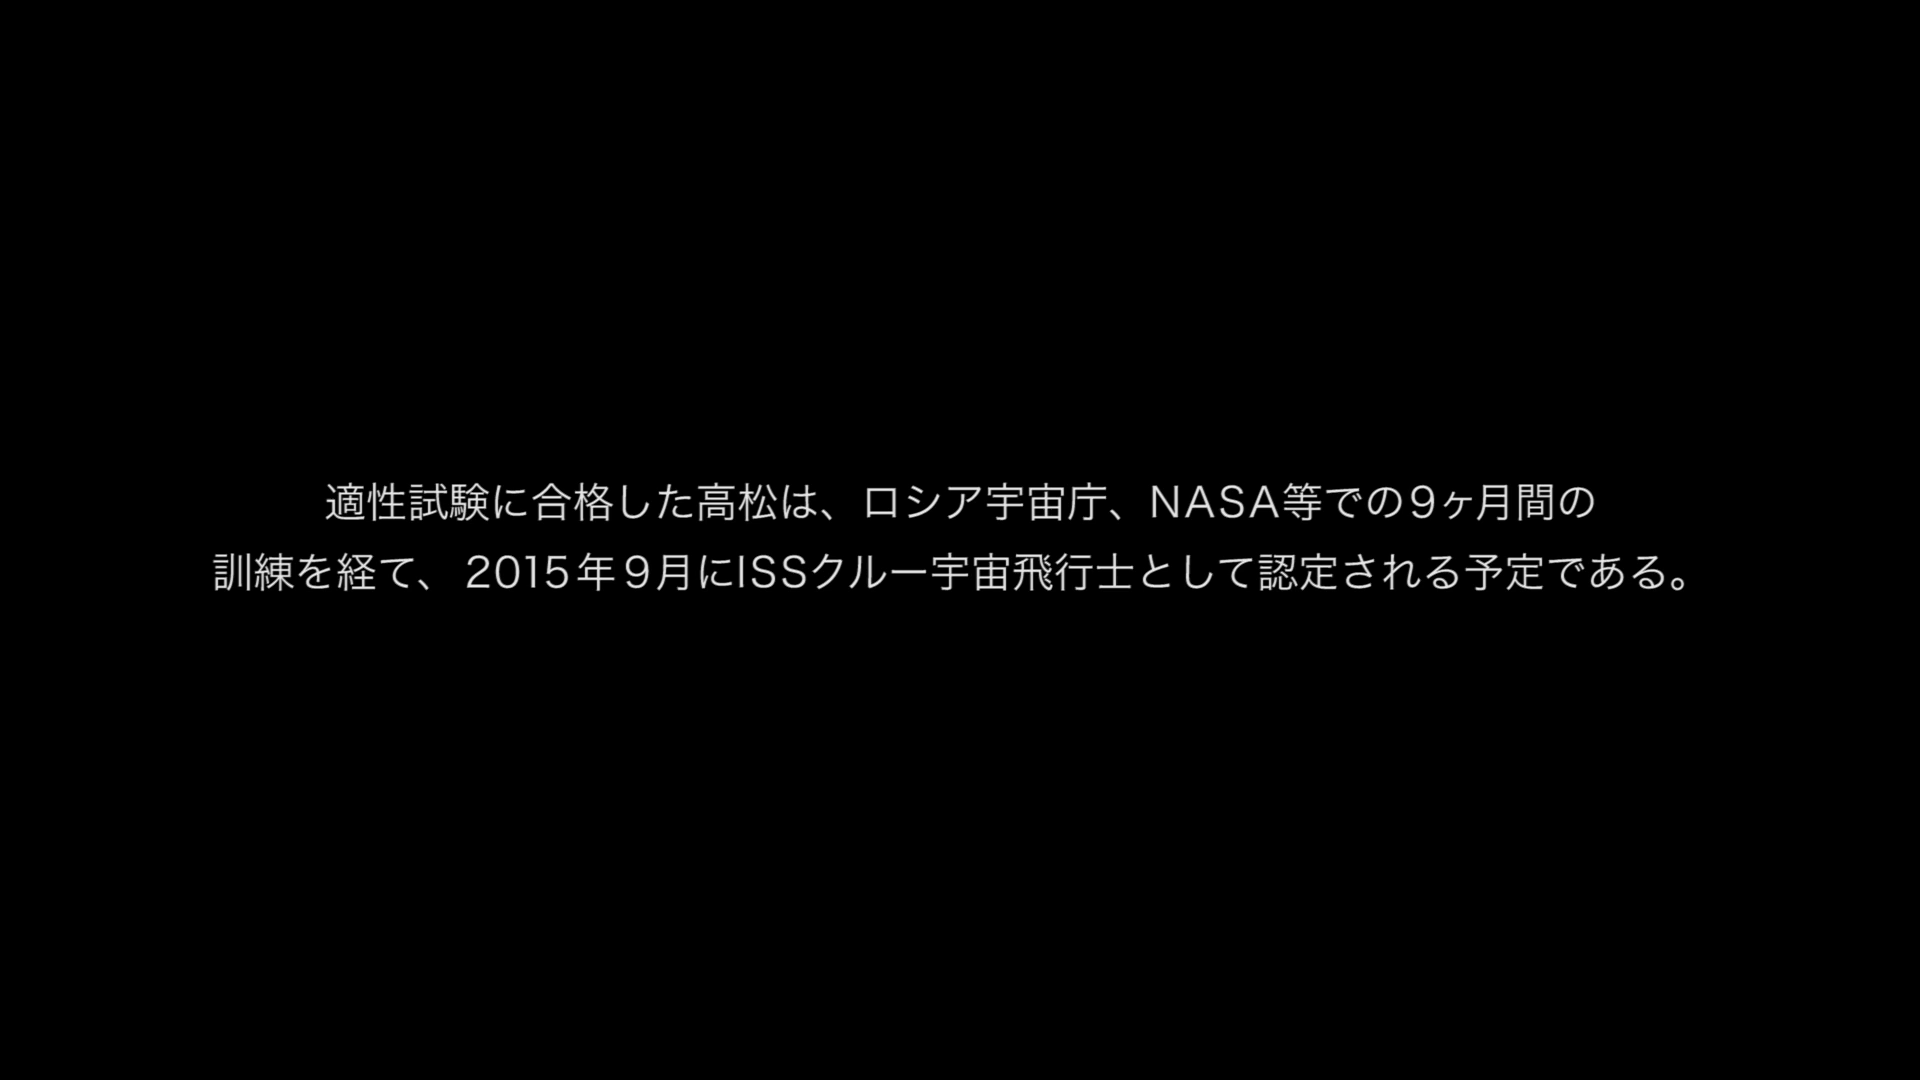 適性試験に合格した高松は、ロシア宇宙庁、NASA等での9ヶ月間の
訓練を経て、2015年9月にISSクルー宇宙飛行士として認定される予定である。